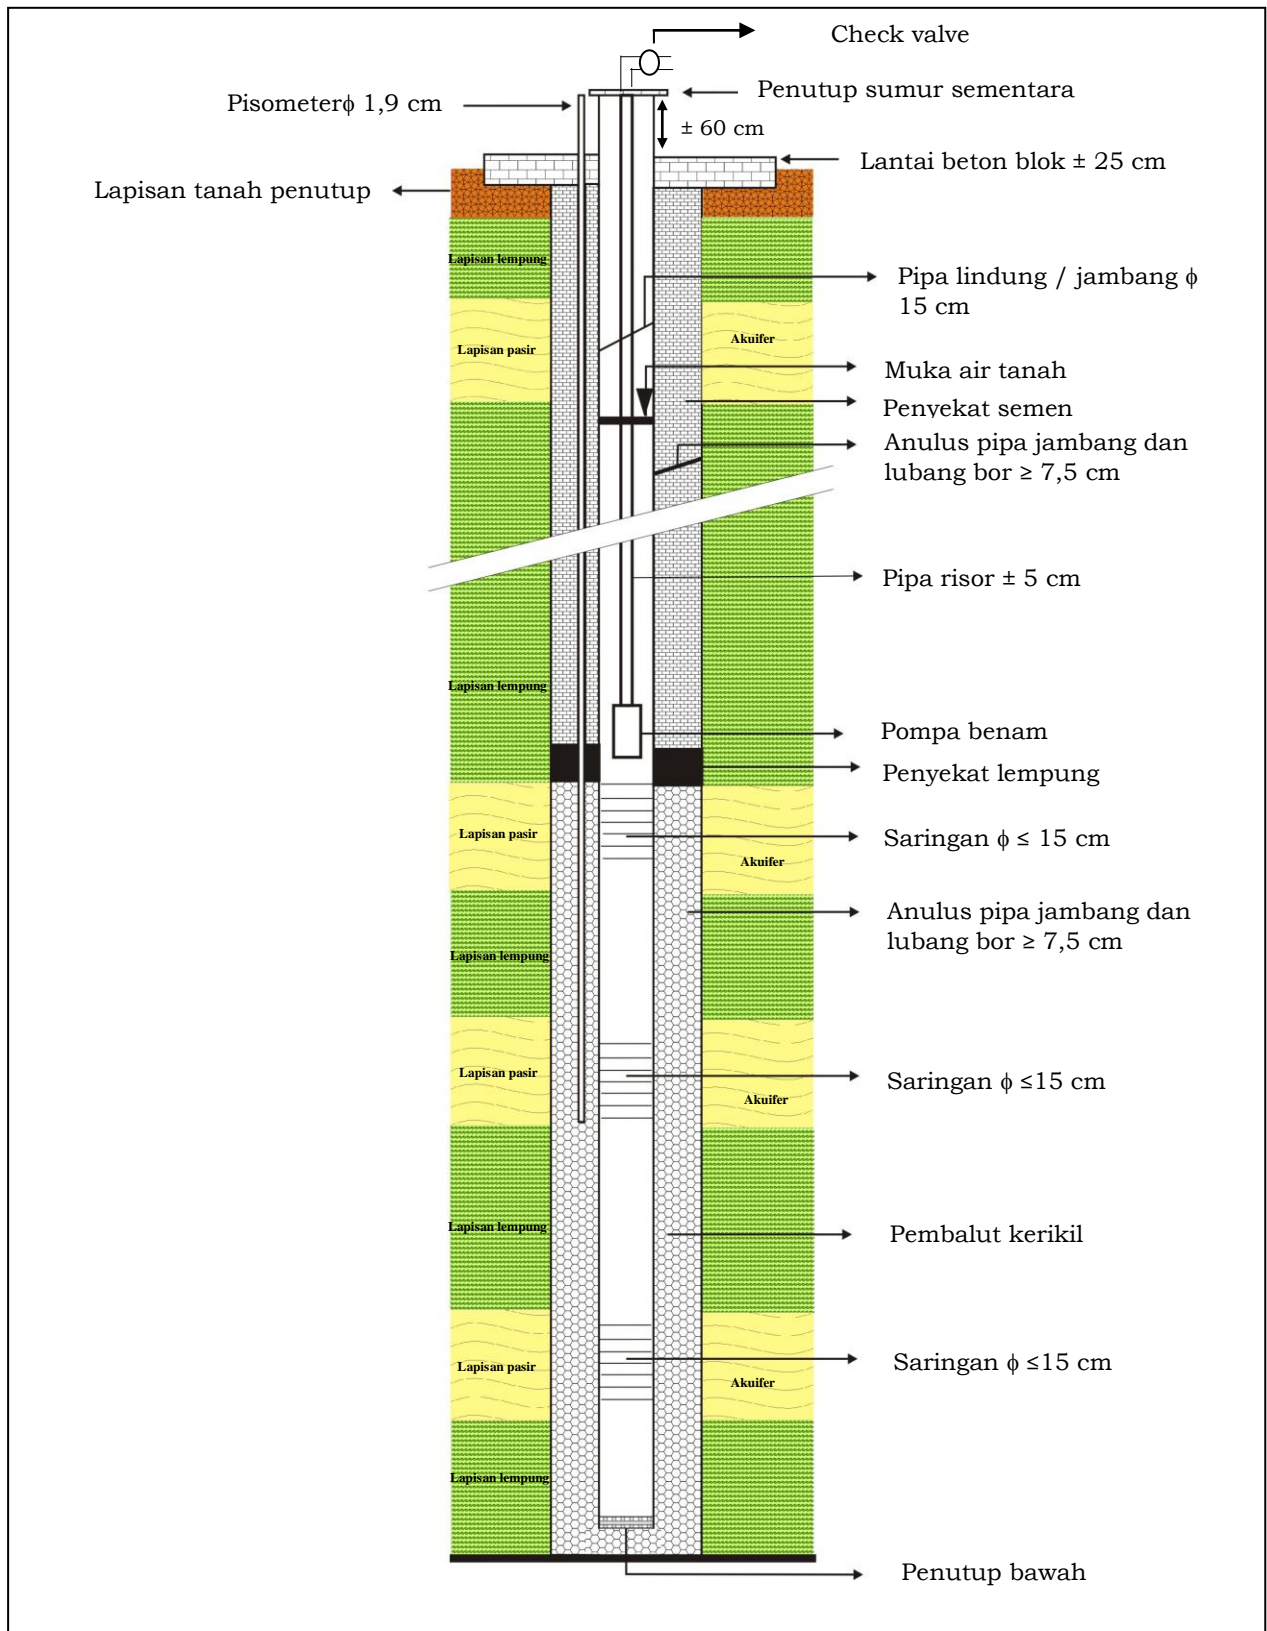 Check valve
Pisometerϕ 1,9 cm
Penutup sumur sementara
± 60 cm
Lantai beton blok ± 25 cm
Lapisan tanah penutup
Lapisan lempung
Pipa lindung / jambang ϕ
15 cm
Lapisan pasir
Akuifer
Muka air tanah
Penyekat semen
Anulus pipa jambang dan
lubang bor ≥ 7,5 cm
Pipa risor ± 5 cm
Lapisan lempung
Pompa benam
Penyekat lempung
Lapisan pasir
Saringan ϕ ≤ 15 cm
Akuifer
Anulus pipa jambang dan
lubang bor ≥ 7,5 cm
Lapisan lempung
Lapisan pasir
Saringan ϕ ≤15 cm
Akuifer
Lapisan lempung
Pembalut kerikil
Lapisan pasir
Saringan ϕ ≤15 cm
Akuifer
Lapisan lempung
Penutup bawah